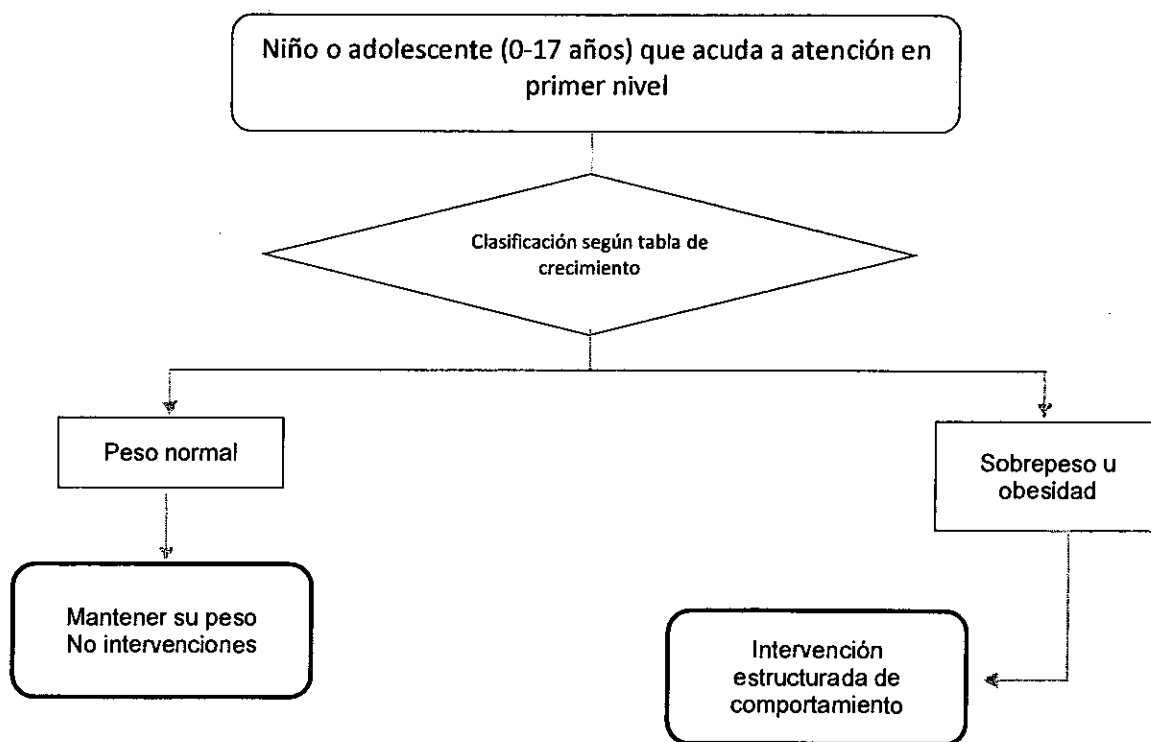 Niño o adolescente (0-17 años) que acuda a atención en
primer nivel
Clasificación según tabla de
crecimiento
Peso normal
Sobrepeso u
obesidad
Mantener su peso
No intervenciones
Intervención
estructurada de
comportamiento